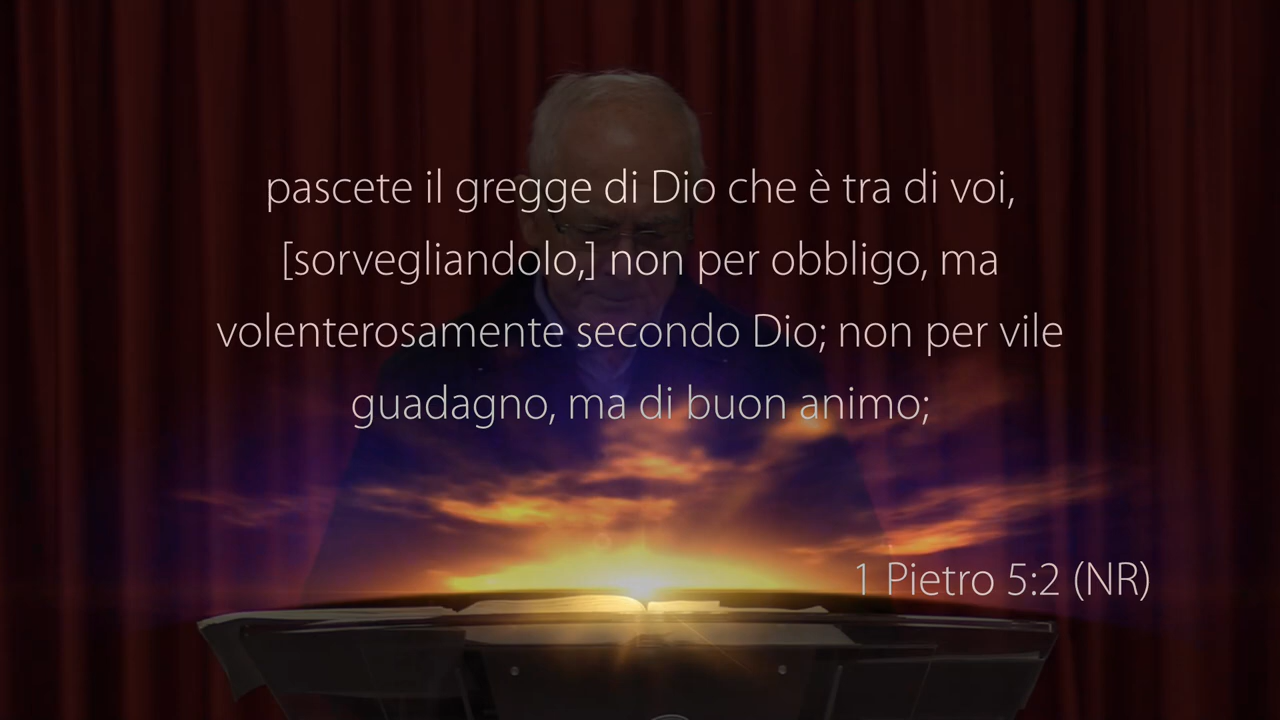 pascete il gregge di Dio che è tra di voi,
[sorvegliandolo,] non per obbligo, ma
volenterosamente secondo Dio; non per vile
guadagno, ma di buon animo;
1 Pietro 5:2 (NR)